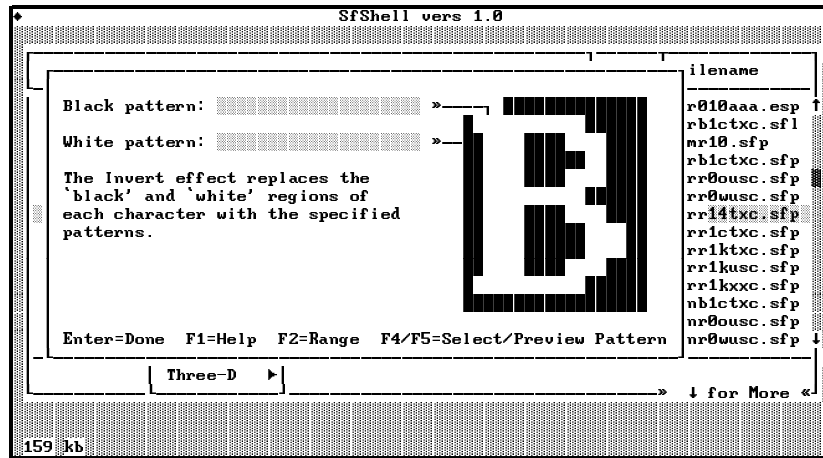 SfShell vers 1.0
ilename
Black pattern: »
r010aaa.esp ↑
rb1ctxc.sfl
White pattern: »
mr10.sfp
rb1ctxc.sfp
The Invert effect replaces the
rr0ousc.sfp
`black' and `white' regions of
rr0wusc.sfp
each character with the specified
rr14txc.sfp
patterns.
rr1ctxc.sfp
rr1ktxc.sfp
rr1kusc.sfp
rr1kxxc.sfp
nb1ctxc.sfp
nr0ousc.sfp
Enter=Done F1=Help F2=Range F4/F5=Select/Preview Pattern
nr0wusc.sfp ↓
Three-D ►
» ↓ for More «
159 kb